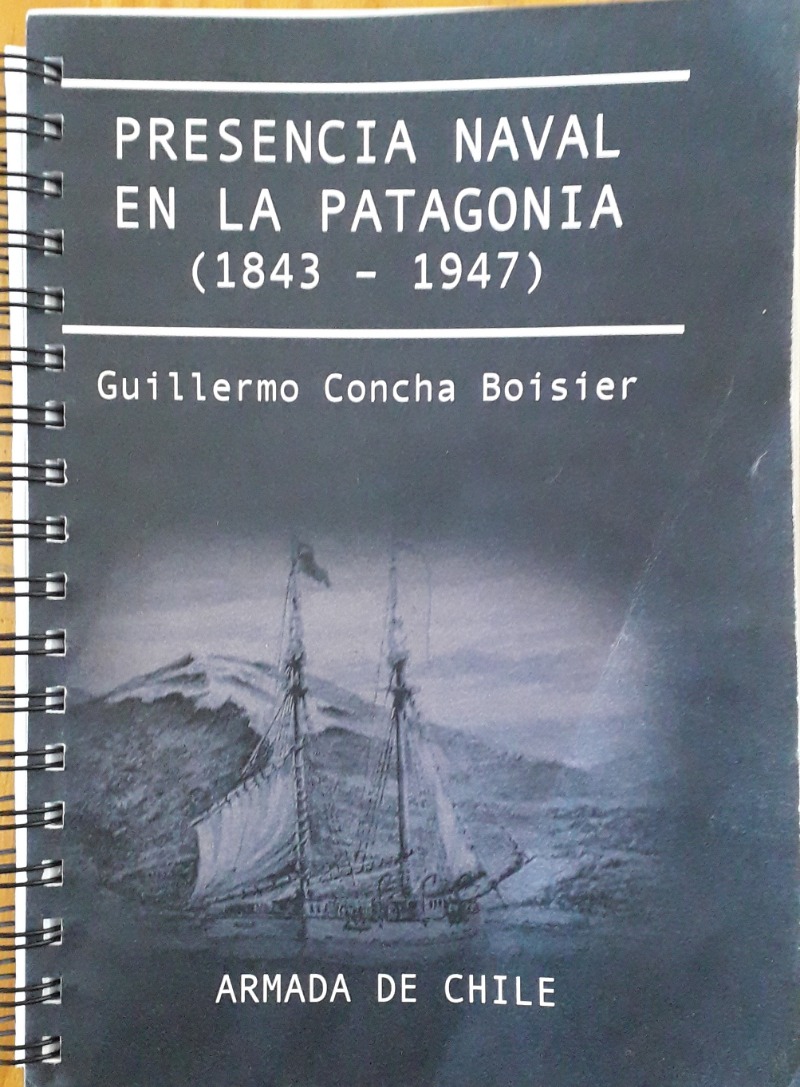 PRESENCIA NAVAL
EN LA PATAGONIA
(1843 - 1947)
Guillermo Concha Boisier
ARMADA DE CHILE